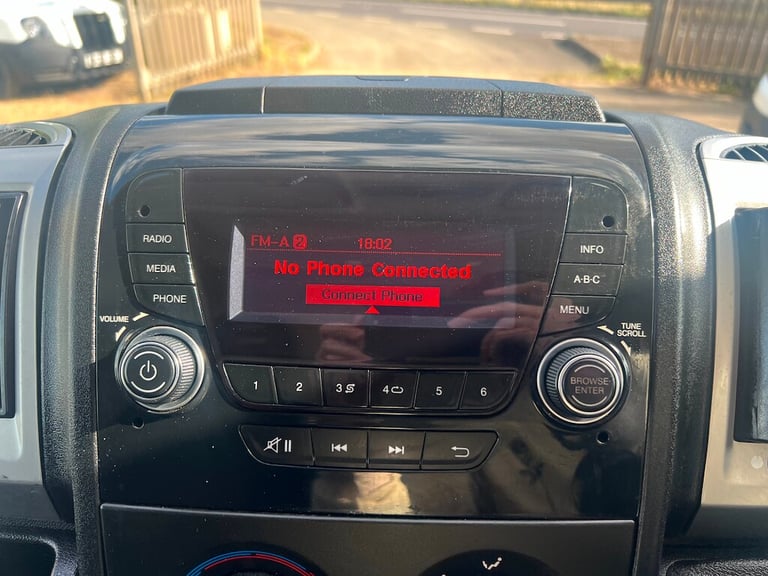 FM-A 2 18:02
No Phone Connected
Connect Phone
RADIO
MEDIA
PHONE
VOLUME
INFO
A-B-C
MENU
TUNE
SCROLL
BROWSE-
ENTER
1 2 3 4 5 6